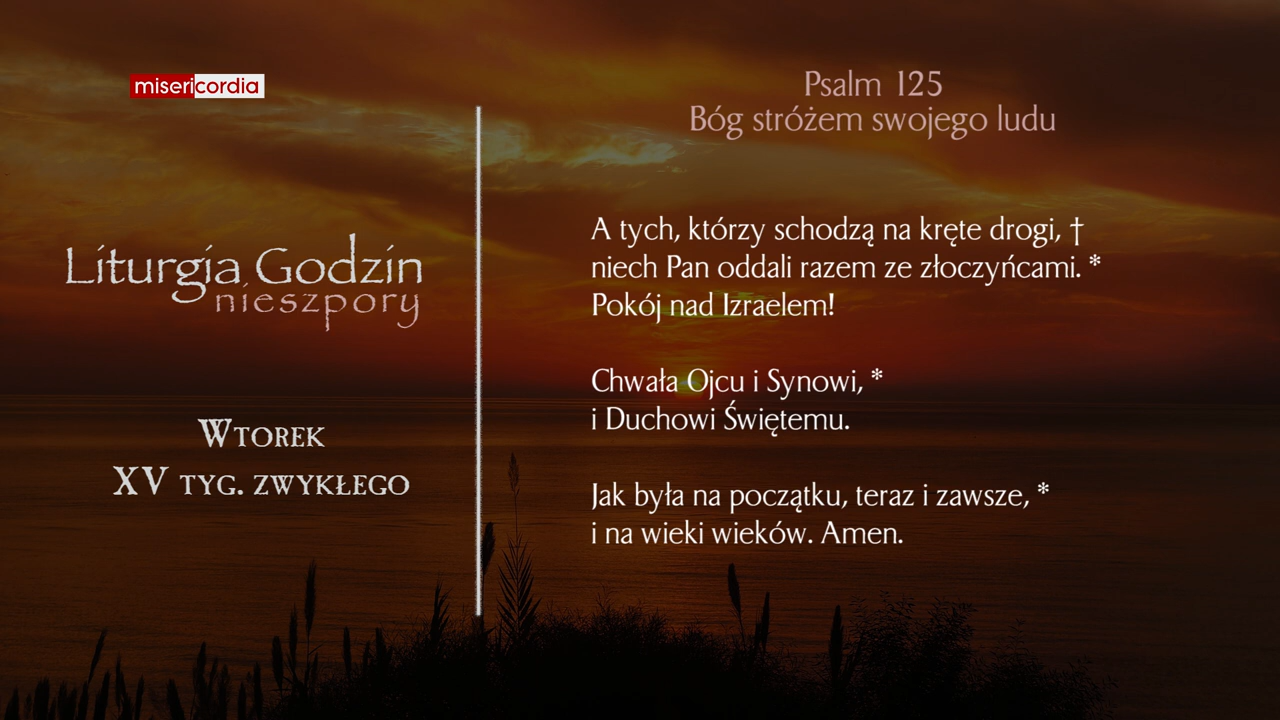 misericordia
Liturgia Godzin
nieszpory
Wtorek
XV tyg. zwykłego
Psalm 125
Bóg stróżem swojego ludu
A tych, którzy schodzą na kręte drogi, †
niech Pan oddali razem ze złoczyńcami. *
Pokój nad Izraelem!
Chwała Ojcu i Synowi, *
i Duchowi Świętemu.
Jak była na początku, teraz i zawsze, *
i na wieki wieków. Amen.